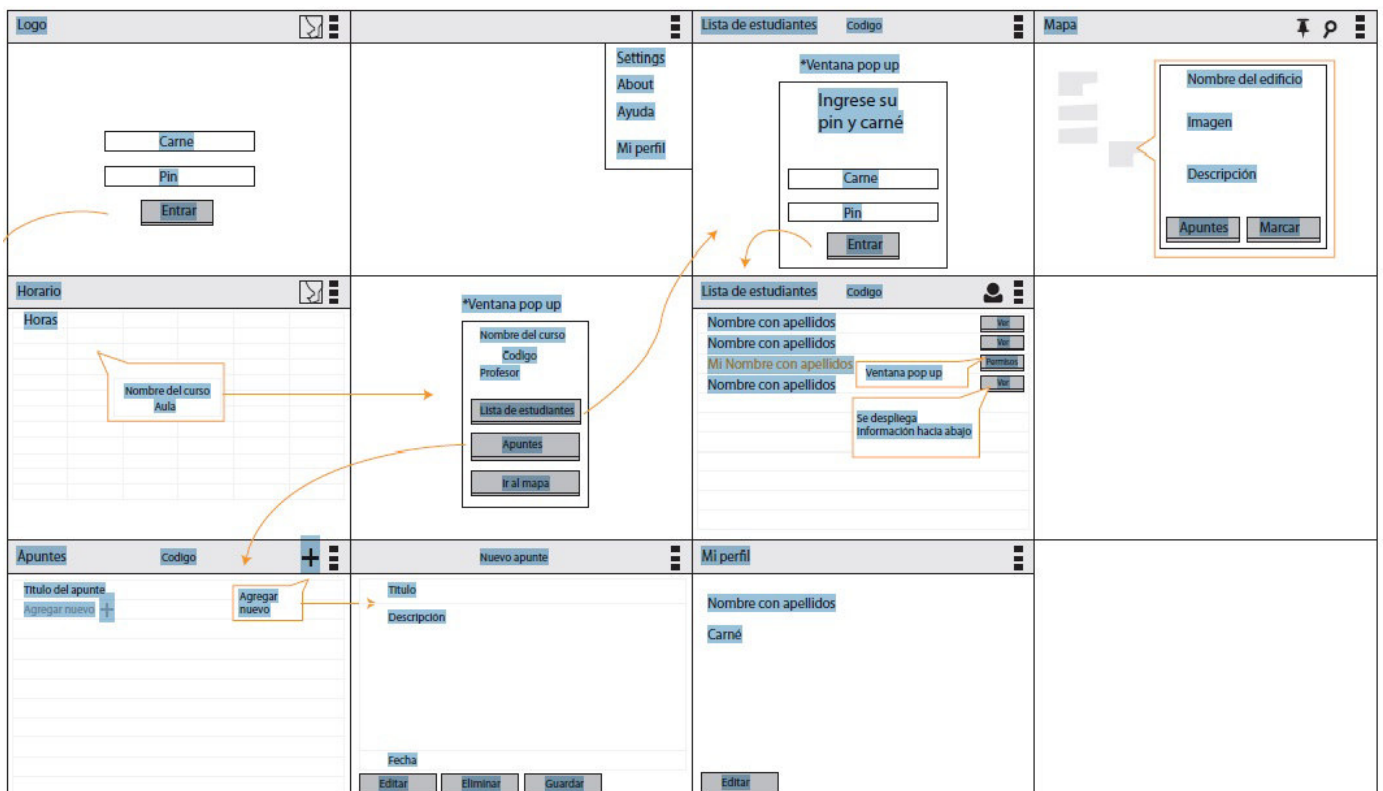 Logo
Carne
Pin
Entrar
Settings
About
Ayuda
Mi perfil
Lista de estudiantes Codigo
*Ventana pop up
Ingrese su
pin y carné
Carne
Pin
Entrar
Mapa
Nombre del edificio
Imagen
Descripción
Apuntes Marcar
Horario
Horas
Nombre del curso
Aula
*Ventana pop up
Nombre del curso
Codigo
Profesor
Lista de estudiantes
Apuntes
Ir al mapa
Lista de estudiantes Codigo
Nombre con apellidos Ver
Nombre con apellidos Ver
Mi Nombre con apellidos Permisos
Ventana pop up
Nombre con apellidos Ver
Se despliega
Información hacia abajo
Apuntes Codigo +
Titulo del apunte
Agregar nuevo +
Agregar
nuevo
Nuevo apunte
Titulo
Descripción
Fecha
Editar Eliminar Guardar
Mi perfil
Nombre con apellidos
Carné
Editar